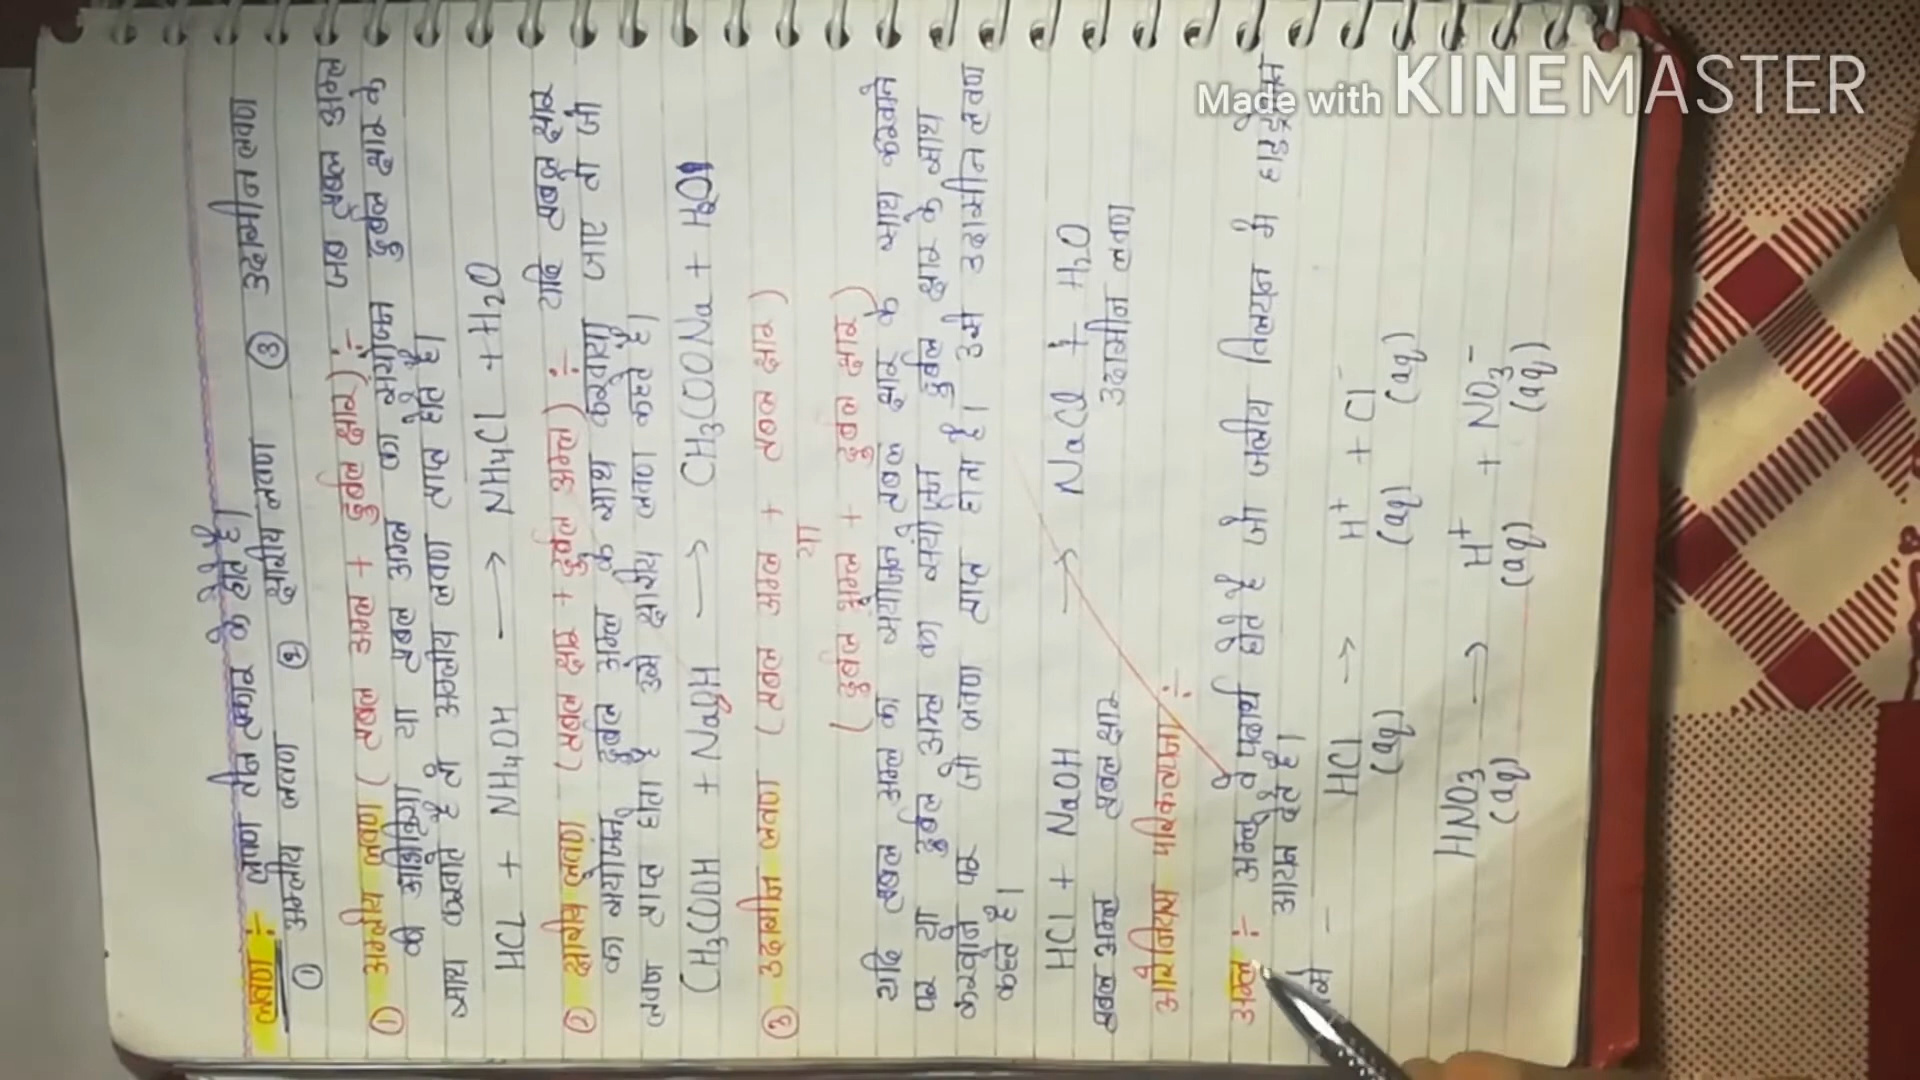 Made with KINEMASTER
लवण :- लवण तीन प्रकार के होते है।
① अम्लीय लवण ② क्षारीय लवण ③ उदासीन लवण
① अम्लीय लवण ( प्रबल अम्ल + दुर्बल क्षार) :- जब प्रबल अम्ल
की अभिक्रिया या प्रबल अम्ल का संयोजन दुर्बल क्षार के
साथ करवाते है तो अम्लीय लवण प्राप्त होते है।
HCL + NH4OH → NH4Cl + H2O
② क्षारीय लवण (प्रबल क्षार + दुर्बल अम्ल) :- यदि प्रबल क्षार
का संयोजन दुर्बल अम्ल के साथ करवाया जाए तो जो
लवण प्राप्त होता है उसे क्षारीय लवण कहते है।
CH3COOH + NaOH → CH3COONa + H2O
③ उदासीन लवण (प्रबल अम्ल + प्रबल क्षार)
या
(दुर्बल अम्ल + दुर्बल क्षार)
यदि प्रबल अम्ल का संयोजन प्रबल क्षार के साथ करवाने
पर या दुर्बल अम्ल का संयोजन दुर्बल क्षार के साथ
करवाने पर जो लवण प्राप्त होता है। उसे उदासीन लवण
कहते है।
HCl + NaOH → NaCl + H2O
प्रबल अम्ल प्रबल क्षार उदासीन लवण
परिकल्पना :-
अम्ल :- अम्ल वे पदार्थ होते है जो जलीय विलयन में हाइड्रोजन
आयन देते है।
HCl → H+ + Cl-
(aq) (aq) (aq)
HNO3 → H+ + NO3-
(aq) (aq) (aq)